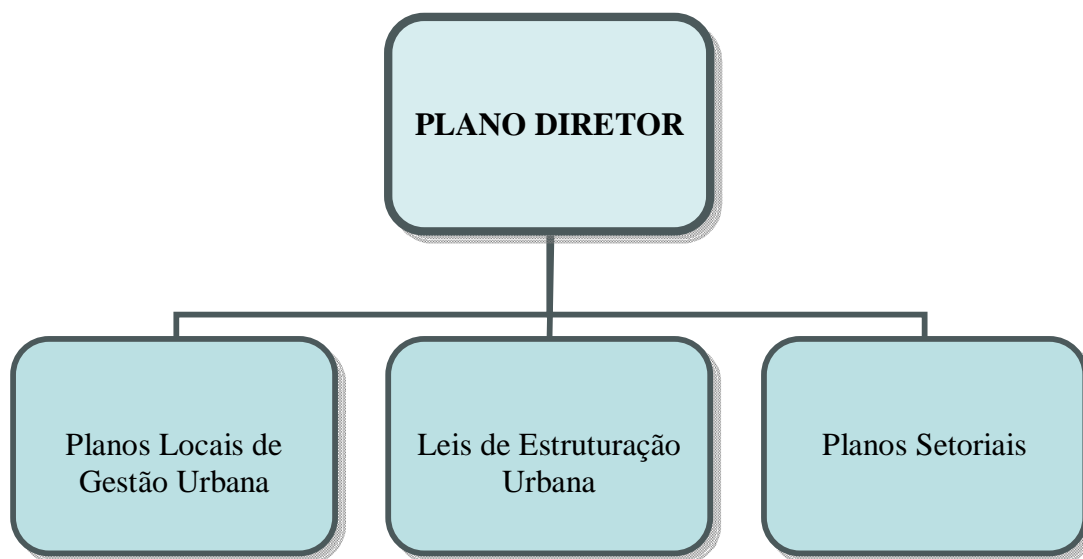 PLANO DIRETOR
Planos Locais de
Gestão Urbana
Leis de Estruturação
Urbana
Planos Setoriais